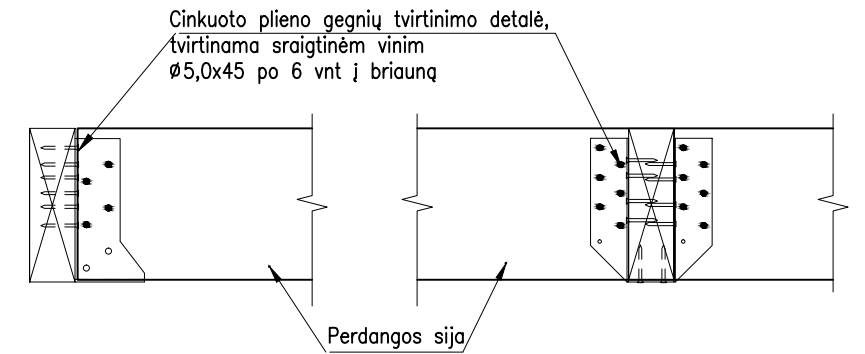 Cinkuoto plieno gegnių tvirtinimo detalė,
tvirtinama sraigtinėm vinim
Ø5,0x45 po 6 vnt į briauną
Perdangos sija